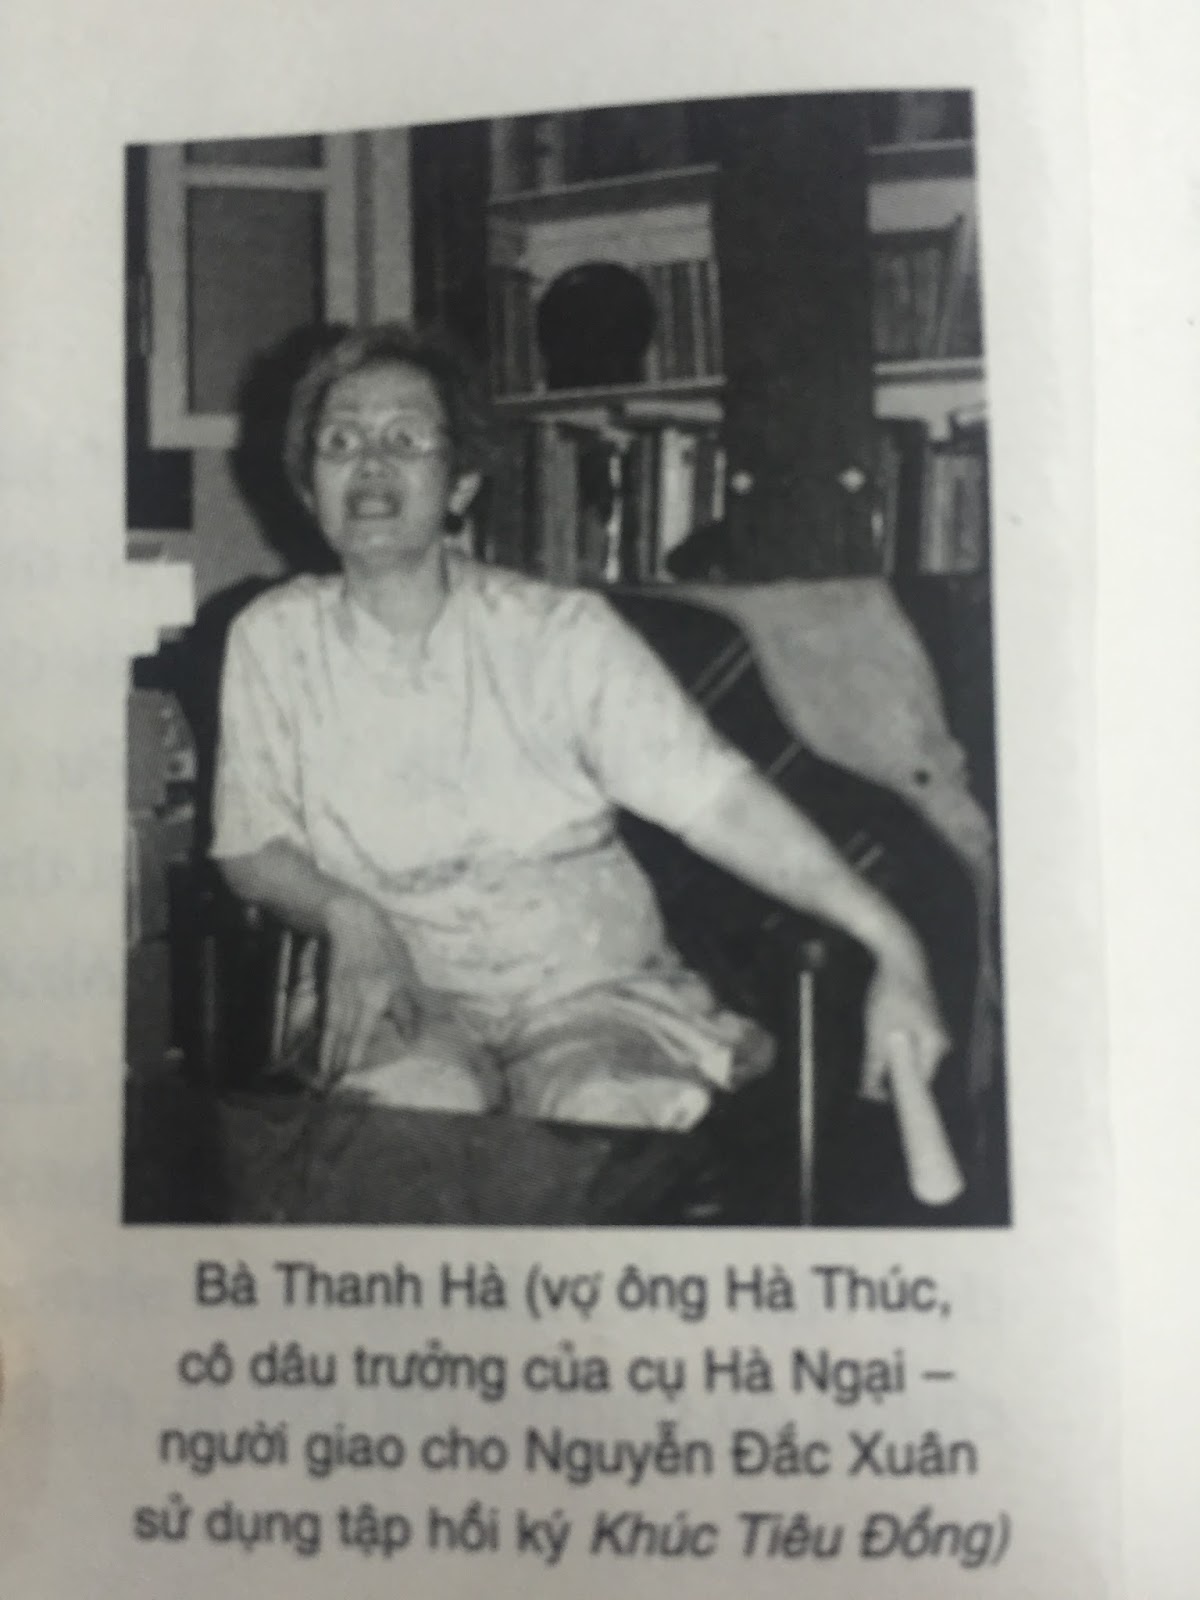 Bà Thanh Hà (vợ ông Hà Thúc,
cô dâu trưởng của cụ Hà Ngại –
người giao cho Nguyễn Đắc Xuân
sử dụng tập hồi ký Khúc Tiêu Đồng)